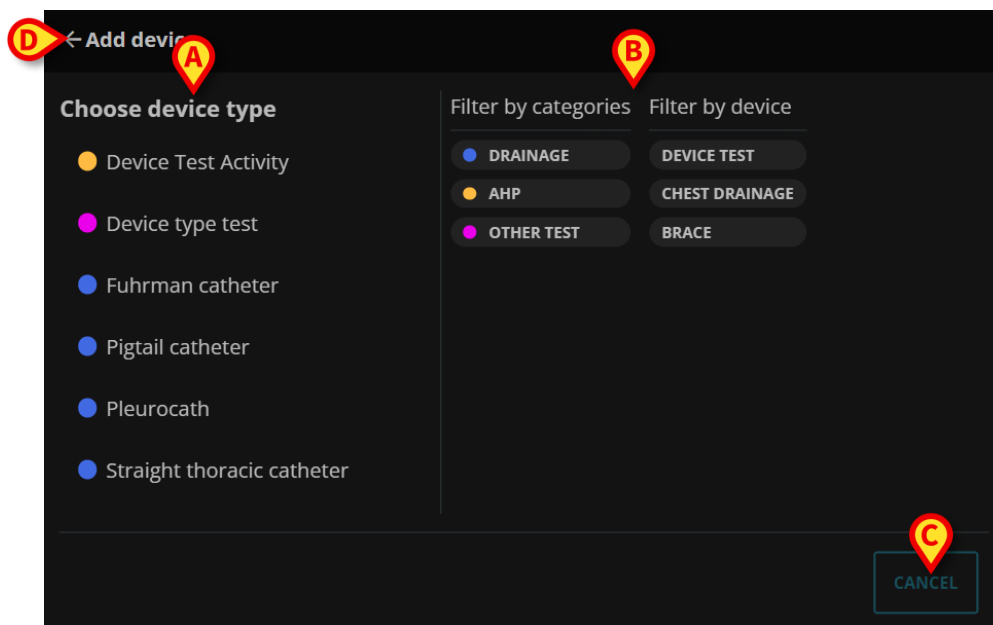 D
← Add devic
A
B
Choose device type
Filter by categories
Filter by device
Device Test Activity
Device type test
Fuhrman catheter
Pigtail catheter
Pleurocath
Straight thoracic catheter
DRAINAGE
AHP
OTHER TEST
DEVICE TEST
CHEST DRAINAGE
BRACE
C
CANCEL